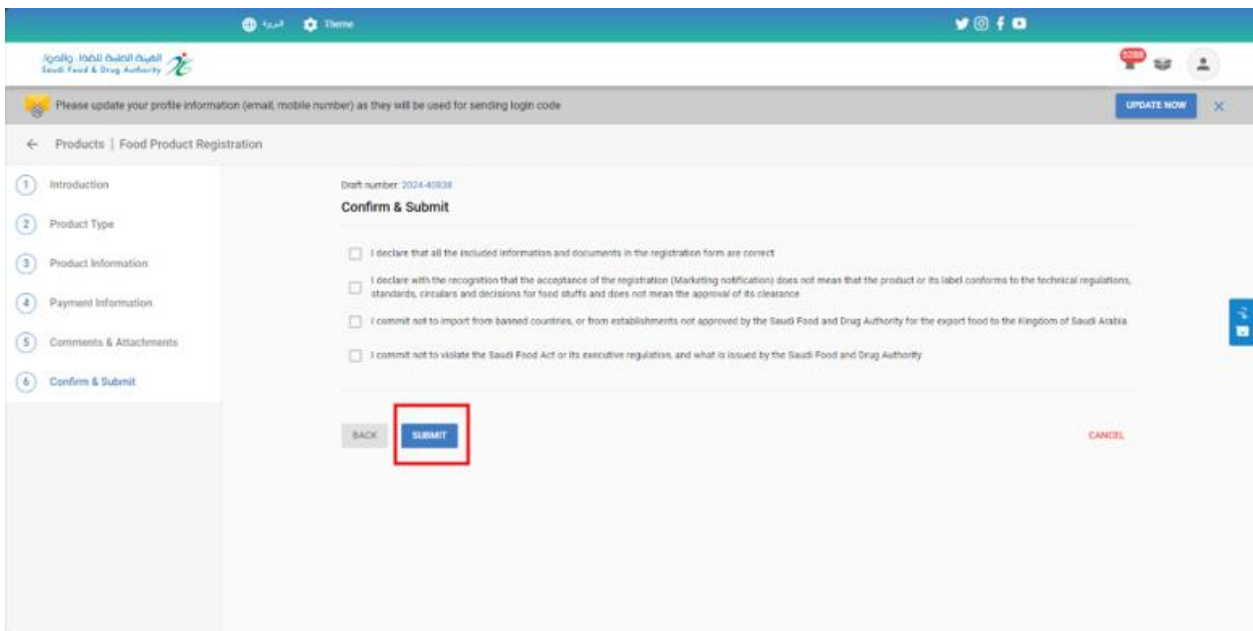 Theme
Saudi Food & Drug Authority
Please update your profile information (email, mobile number) as they will be used for sending login code
UPDATE NOW
Products | Food Product Registration
1 Introduction
2 Product Type
3 Product Information
4 Payment Information
5 Comments & Attachments
6 Confirm & Submit
Draft number: 2024-40838
Confirm & Submit
I declare that all the included information and documents in the registration form are correct
I declare with the recognition that the acceptance of the registration (Marketing notification) does not mean that the product or its label conforms to the technical regulations,
standards, circulars and decisions for food stuffs and does not mean the approval of its clearance
I commit not to import from banned countries, or from establishments not approved by the Saudi Food and Drug Authority for the export food to the Kingdom of Saudi Arabia
I commit not to violate the Saudi Food Act or its executive regulation, and what is issued by the Saudi Food and Drug Authority
BACK
SUBMIT
CANCEL